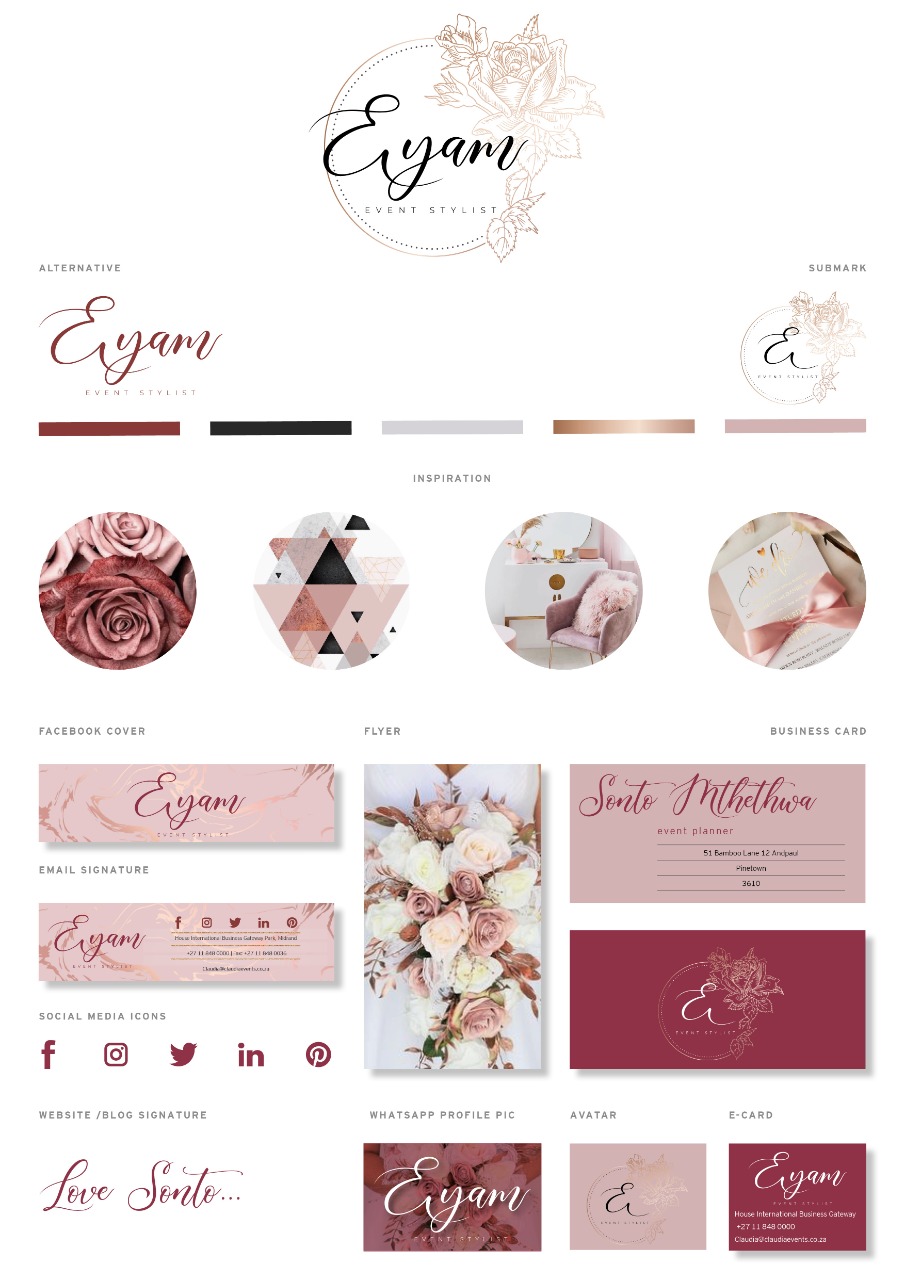 Eyam
EVENT STYLIST
ALTERNATIVE
SUBMARK
Eyam
EVENT STYLIST
E
EVENT STYLIST
INSPIRATION
we do
FACEBOOK COVER
FLYER
BUSINESS CARD
Eyam
EVENT STYLIST
Sonto Mthethwa
event planner
51 Bamboo Lane 12 Andpaul
Pinetown
3610
EMAIL SIGNATURE
Eyam
EVENT STYLIST
House International Business Gateway Park, Midrand
+27 11 848 0000 | Fax: +27 11 848 0036
Claudia@claudiaevents.co.za
E
EVENT STYLIST
SOCIAL MEDIA ICONS
WEBSITE /BLOG SIGNATURE
WHATSAPP PROFILE PIC
AVATAR
E-CARD
Love Sonto...
Eyam
EVENT STYLIST
E
EVENT STYLIST
Eyam
EVENT STYLIST
House International Business Gateway
+27 11 848 0000
Claudia@claudiaevents.co.za